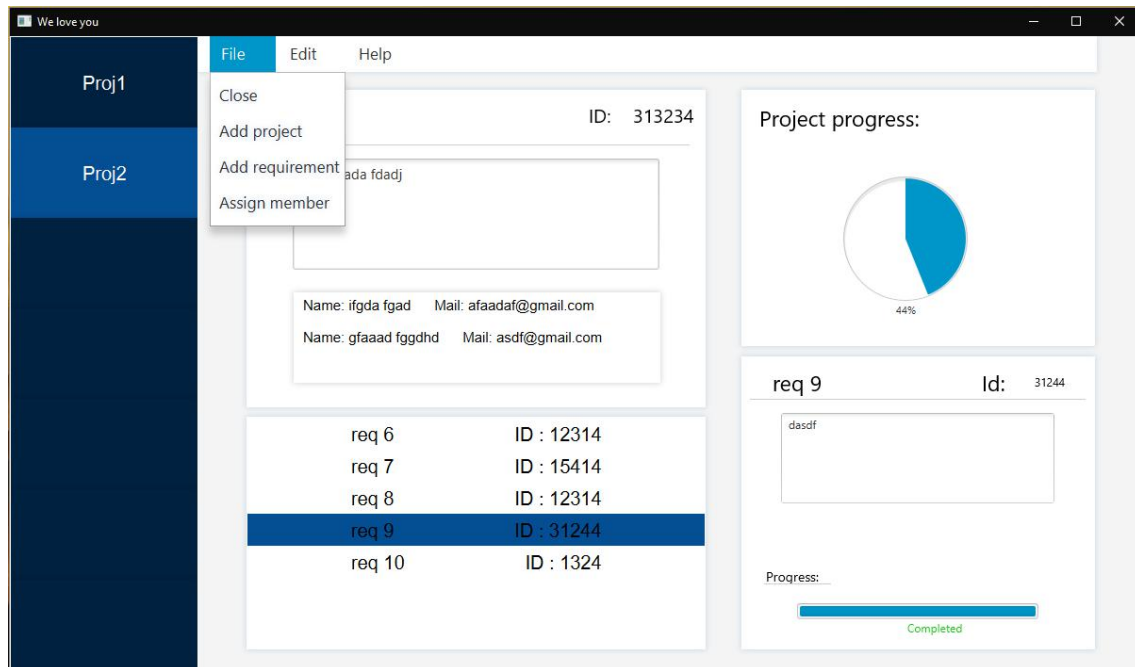 We love you
File Edit Help
Proj1
Proj2
Close
Add project
Add requirement
Assign member
ID: 313234
fdadj
Name: ifgda fgad Mail: afaadaf@gmail.com
Name: gfaaad fggdhd Mail: asdf@gmail.com
req 6 ID : 12314
req 7 ID : 15414
req 8 ID : 12314
req 9 ID : 31244
req 10 ID : 1324
Project progress:
44%
req 9 Id: 31244
dasdf
Progress:
Completed